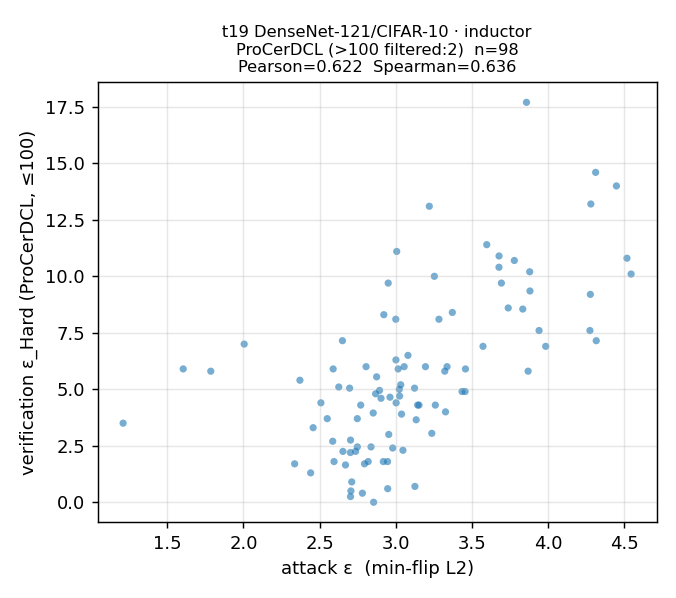 t19 DenseNet-121/CIFAR-10 · inductor
ProCerDCL (>100 filtered:2)  n=98
Pearson=0.622  Spearman=0.636
verification ε_Hard (ProCerDCL, ≤100)
17.5
15.0
12.5
10.0
7.5
5.0
2.5
0.0
1.5 2.0 2.5 3.0 3.5 4.0 4.5
attack ε  (min-flip L2)